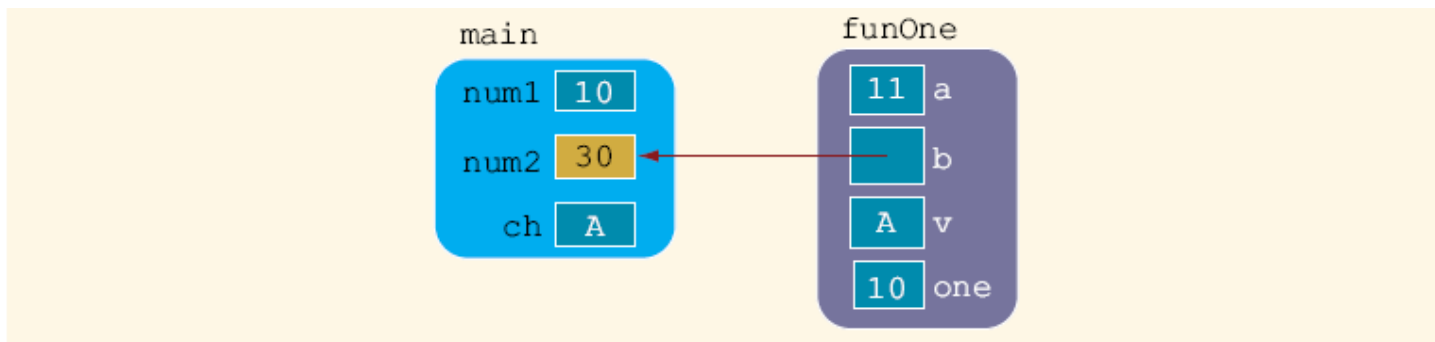 main
num1 10
num2 30
ch A
funOne
11 a
b
A v
10 one